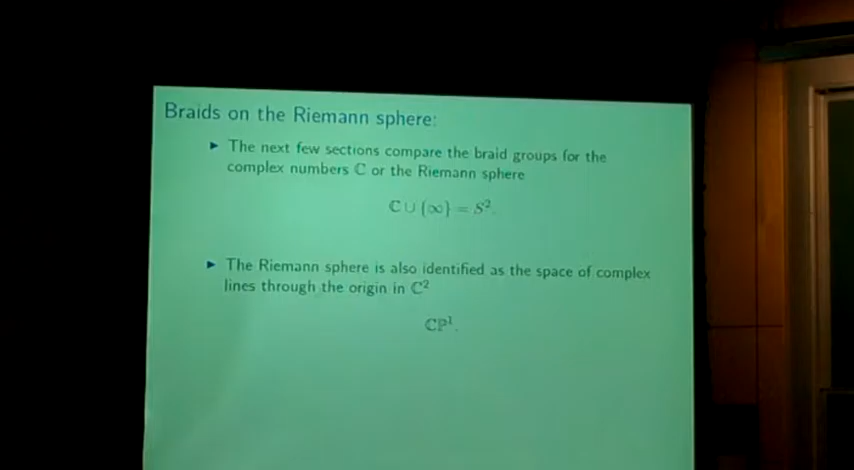 Braids on the Riemann sphere:
► The next few sections compare the braid groups for the
complex numbers ℂ or the Riemann sphere
ℂ ∪ {∞} = S².
► The Riemann sphere is also identified as the space of complex
lines through the origin in ℂ²
ℂℙ¹.